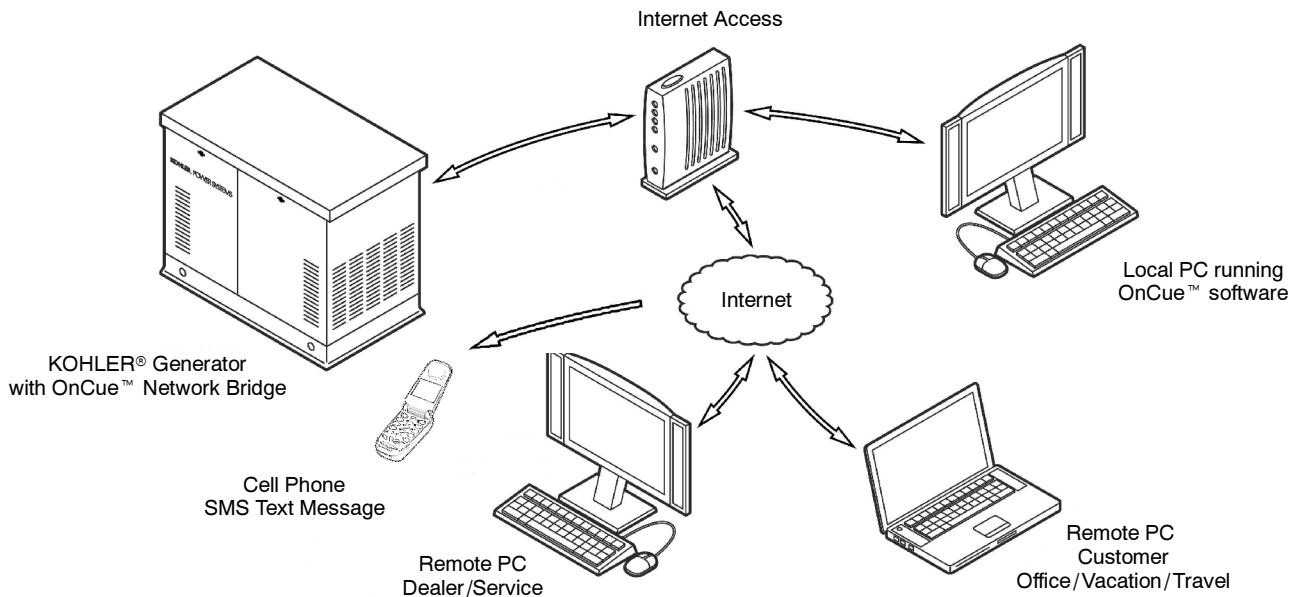 Internet Access
KOHLER POWER SYSTEMS
Local PC running
OnCue™ software
Internet
KOHLER® Generator
with OnCue™ Network Bridge
Cell Phone
SMS Text Message
Remote PC
Dealer/Service
Remote PC
Customer
Office/Vacation/Travel